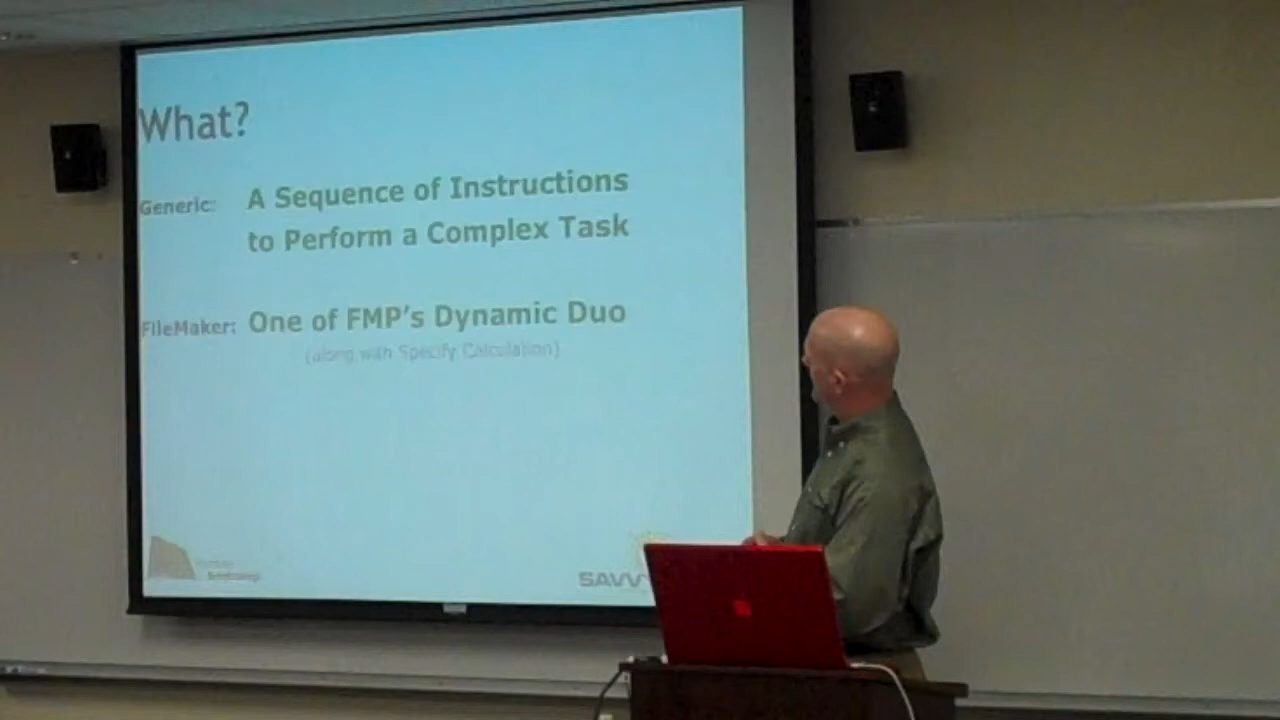 What?
Generic: A Sequence of Instructions
to Perform a Complex Task
FileMaker: One of FMP's Dynamic Duo
(along with Specify Calculation)
SAVV